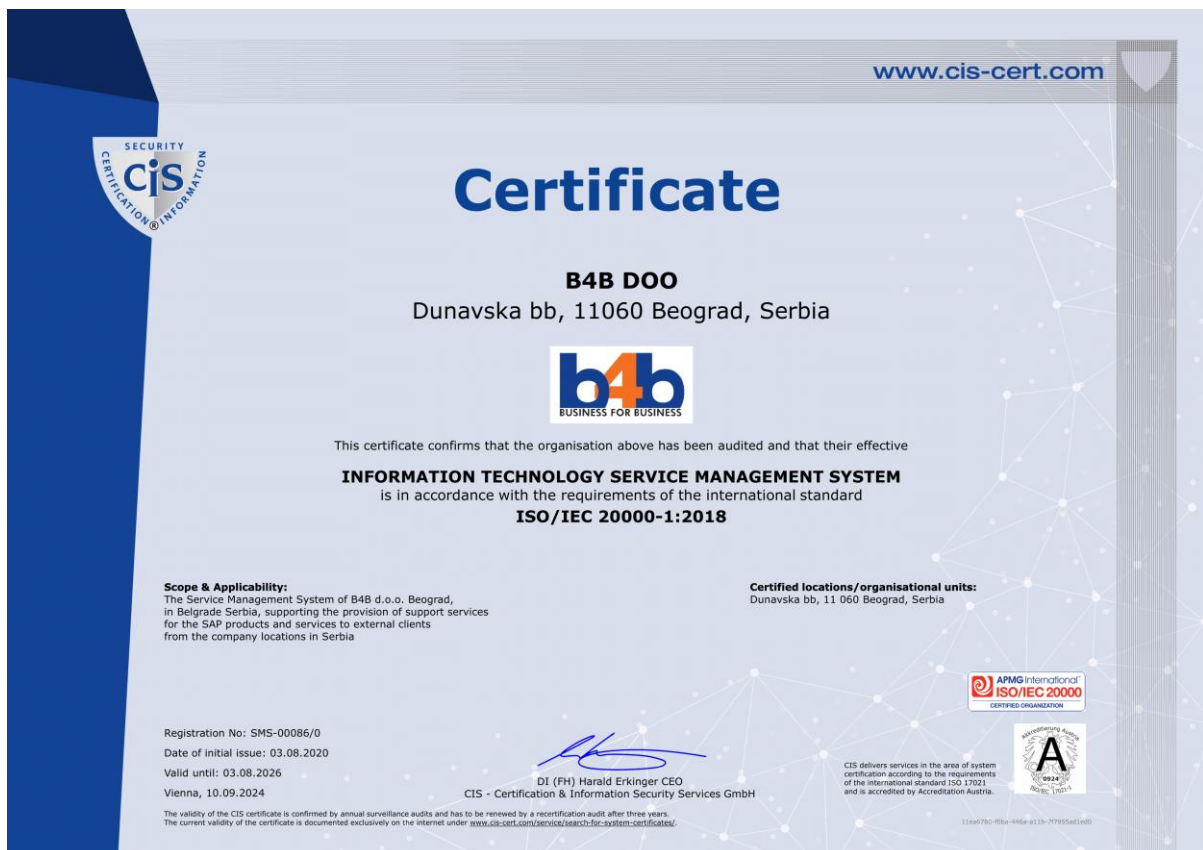 www.cis-cert.com
SECURITY
CERTIFICATION
INFORMATION
CiS
®
Certificate
B4B DOO
Dunavska bb, 11060 Beograd, Serbia
b4b
BUSINESS FOR BUSINESS
This certificate confirms that the organisation above has been audited and that their effective
INFORMATION TECHNOLOGY SERVICE MANAGEMENT SYSTEM
is in accordance with the requirements of the international standard
ISO/IEC 20000-1:2018
Scope & Applicability:
The Service Management System of B4B d.o.o. Beograd,
in Belgrade Serbia, supporting the provision of support services
for the SAP products and services to external clients
from the company locations in Serbia
Certified locations/organisational units:
Dunavska bb, 11 060 Beograd, Serbia
APMG International™
ISO/IEC 20000
CERTIFIED ORGANIZATION
Registration No: SMS-00086/0
Date of initial issue: 03.08.2020
Valid until: 03.08.2026
Vienna, 10.09.2024
DI (FH) Harald Erkinger CEO
CIS - Certification & Information Security Services GmbH
CIS delivers services in the area of system
certification according to the requirements
of the international standard ISO 17021
and is accredited by Accreditation Austria.
Akkreditierung Austria
A
0924
ISO/IEC 17021-1
The validity of the CIS certificate is confirmed by annual surveillance audits and has to be renewed by a recertification audit after three years.
The current validity of the certificate is documented exclusively on the internet under www.cis-cert.com/service/search-for-system-certificates/.